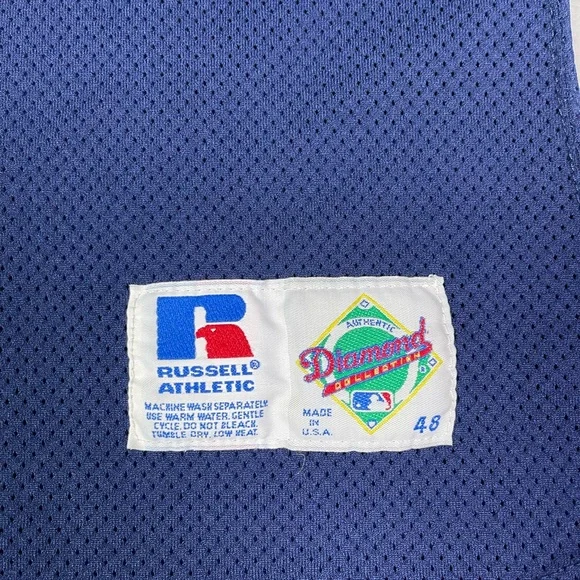 RUSSELL®
ATHLETIC
MACHINE WASH SEPARATELY.
USE WARM WATER. GENTLE
CYCLE. DO NOT BLEACH.
TUMBLE DRY. LOW HEAT.
AUTHENTIC
Diamond
COLLECTION
MADE
IN
U.S.A.
48